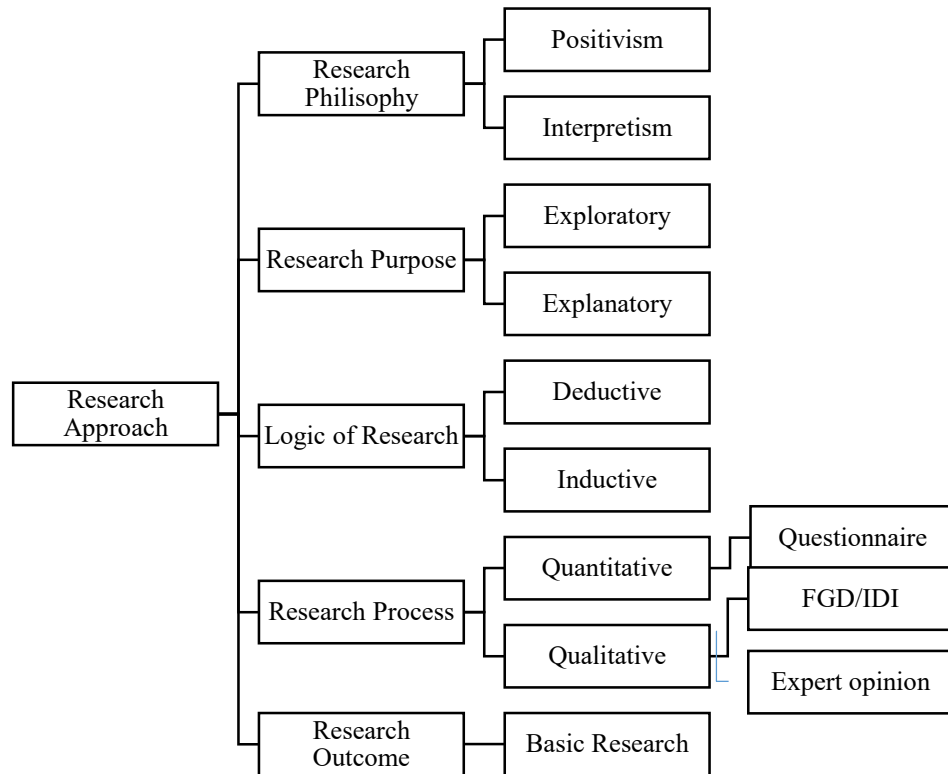 Research
Approach
Research
Philisophy
Positivism
Interpretism
Research Purpose
Exploratory
Explanatory
Logic of Research
Deductive
Inductive
Research Process
Quantitative
Questionnaire
Qualitative
FGD/IDI
Expert opinion
Research
Outcome
Basic Research